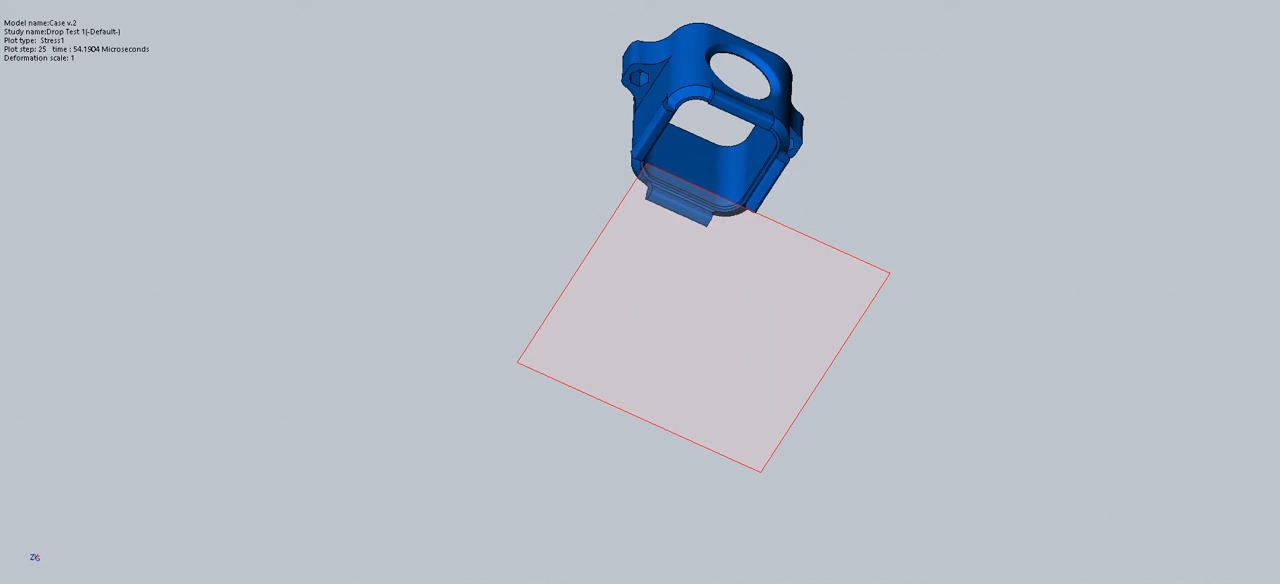 Model name:Case v.2
Study name:Drop Test 1(-Default-)
Plot type: Stress1
Plot step: 25 time : 54.1904 Microseconds
Deformation scale: 1